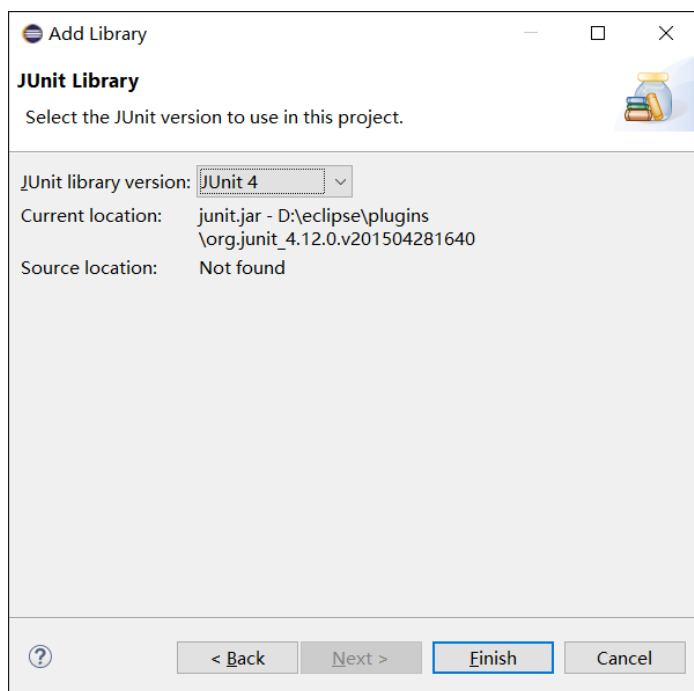 Add Library
JUnit Library
Select the JUnit version to use in this project.
JUnit library version: JUnit 4
Current location: junit.jar - D:\eclipse\plugins
\org.junit_4.12.0.v201504281640
Source location: Not found
< Back Next > Finish Cancel